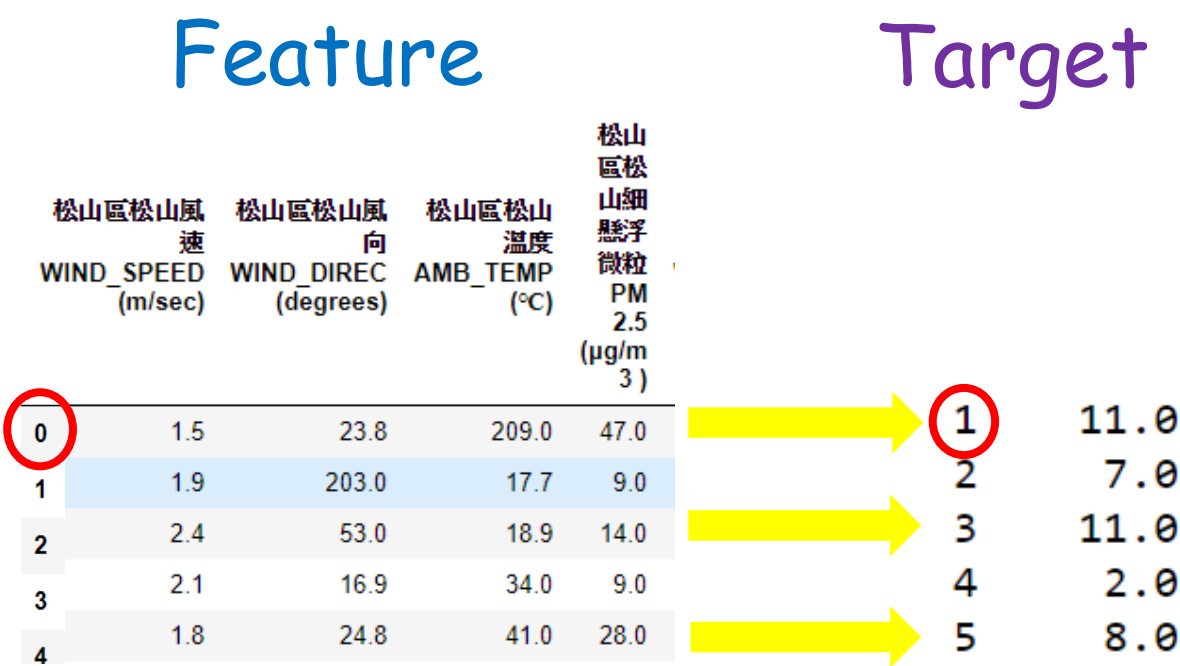 Feature
Target
松山區松山風
速
WIND_SPEED
(m/sec)
松山區松山風
向
WIND_DIREC
(degrees)
松山區松山
溫度
AMB_TEMP
(°C)
松山
區松
山細
懸浮
微粒
PM
2.5
(μg/m
3 )
0 1.5 23.8 209.0 47.0 1 11.0
1 1.9 203.0 17.7 9.0 2 7.0
2 2.4 53.0 18.9 14.0 3 11.0
3 2.1 16.9 34.0 9.0 4 2.0
4 1.8 24.8 41.0 28.0 5 8.0